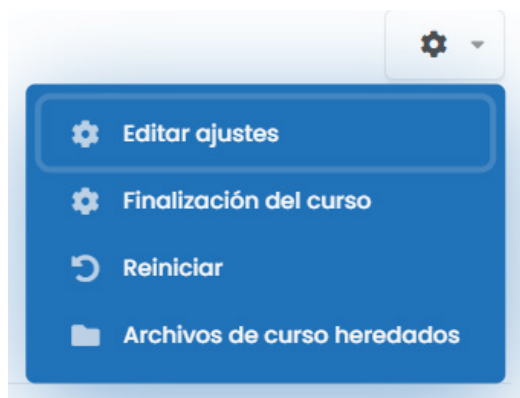 Editar ajustes
Finalización del curso
Reiniciar
Archivos de curso heredados